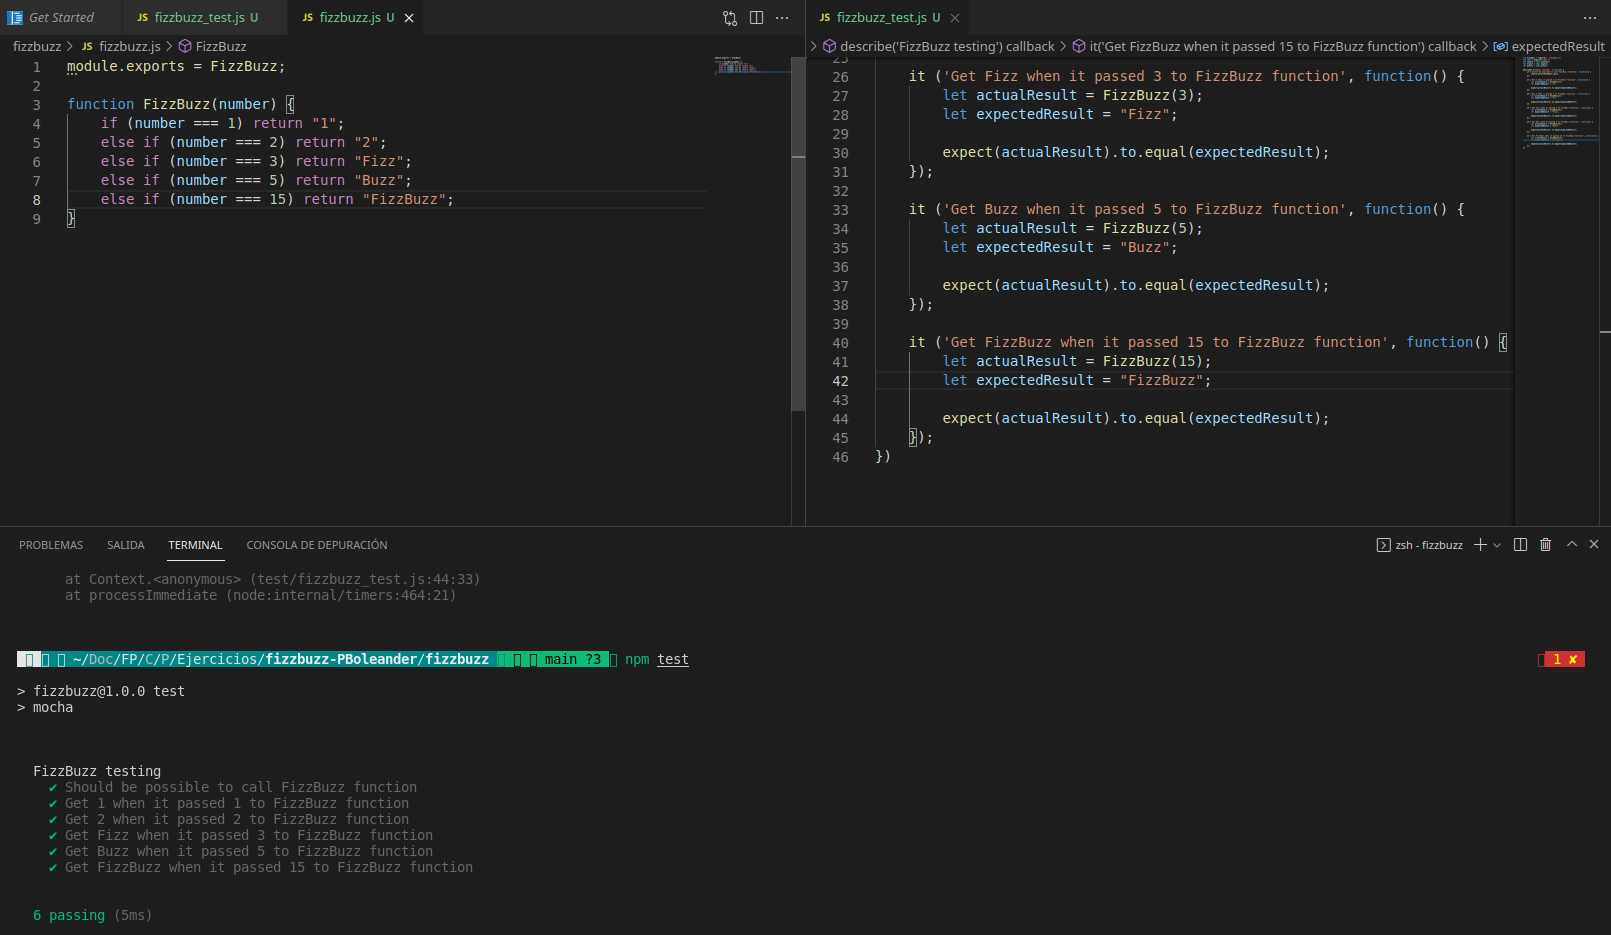 Get Started
JS fizzbuzz_test.js U
JS fizzbuzz.js U
fizzbuzz > JS fizzbuzz.js > FizzBuzz
1 module.exports = FizzBuzz;
2
3 function FizzBuzz(number) {
4 if (number === 1) return "1";
5 else if (number === 2) return "2";
6 else if (number === 3) return "Fizz";
7 else if (number === 5) return "Buzz";
8 else if (number === 15) return "FizzBuzz";
9 }
JS fizzbuzz_test.js U
> describe('FizzBuzz testing') callback > it('Get FizzBuzz when it passed 15 to FizzBuzz function') callback > expectedResult
25
26 it ('Get Fizz when it passed 3 to FizzBuzz function', function() {
27 let actualResult = FizzBuzz(3);
28 let expectedResult = "Fizz";
29
30 expect(actualResult).to.equal(expectedResult);
31 });
32
33 it ('Get Buzz when it passed 5 to FizzBuzz function', function() {
34 let actualResult = FizzBuzz(5);
35 let expectedResult = "Buzz";
36
37 expect(actualResult).to.equal(expectedResult);
38 });
39
40 it ('Get FizzBuzz when it passed 15 to FizzBuzz function', function() {
41 let actualResult = FizzBuzz(15);
42 let expectedResult = "FizzBuzz";
43
44 expect(actualResult).to.equal(expectedResult);
45 });
46 })
PROBLEMAS SALIDA TERMINAL CONSOLA DE DEPURACIÓN
zsh - fizzbuzz
at Context.<anonymous> (test/fizzbuzz_test.js:44:33)
at processImmediate (node:internal/timers:464:21)
~/Doc/FP/C/P/Ejercicios/fizzbuzz-PBoleander/fizzbuzz main ?3 npm test 1 ✘
> fizzbuzz@1.0.0 test
> mocha
FizzBuzz testing
✔ Should be possible to call FizzBuzz function
✔ Get 1 when it passed 1 to FizzBuzz function
✔ Get 2 when it passed 2 to FizzBuzz function
✔ Get Fizz when it passed 3 to FizzBuzz function
✔ Get Buzz when it passed 5 to FizzBuzz function
✔ Get FizzBuzz when it passed 15 to FizzBuzz function
6 passing (5ms)